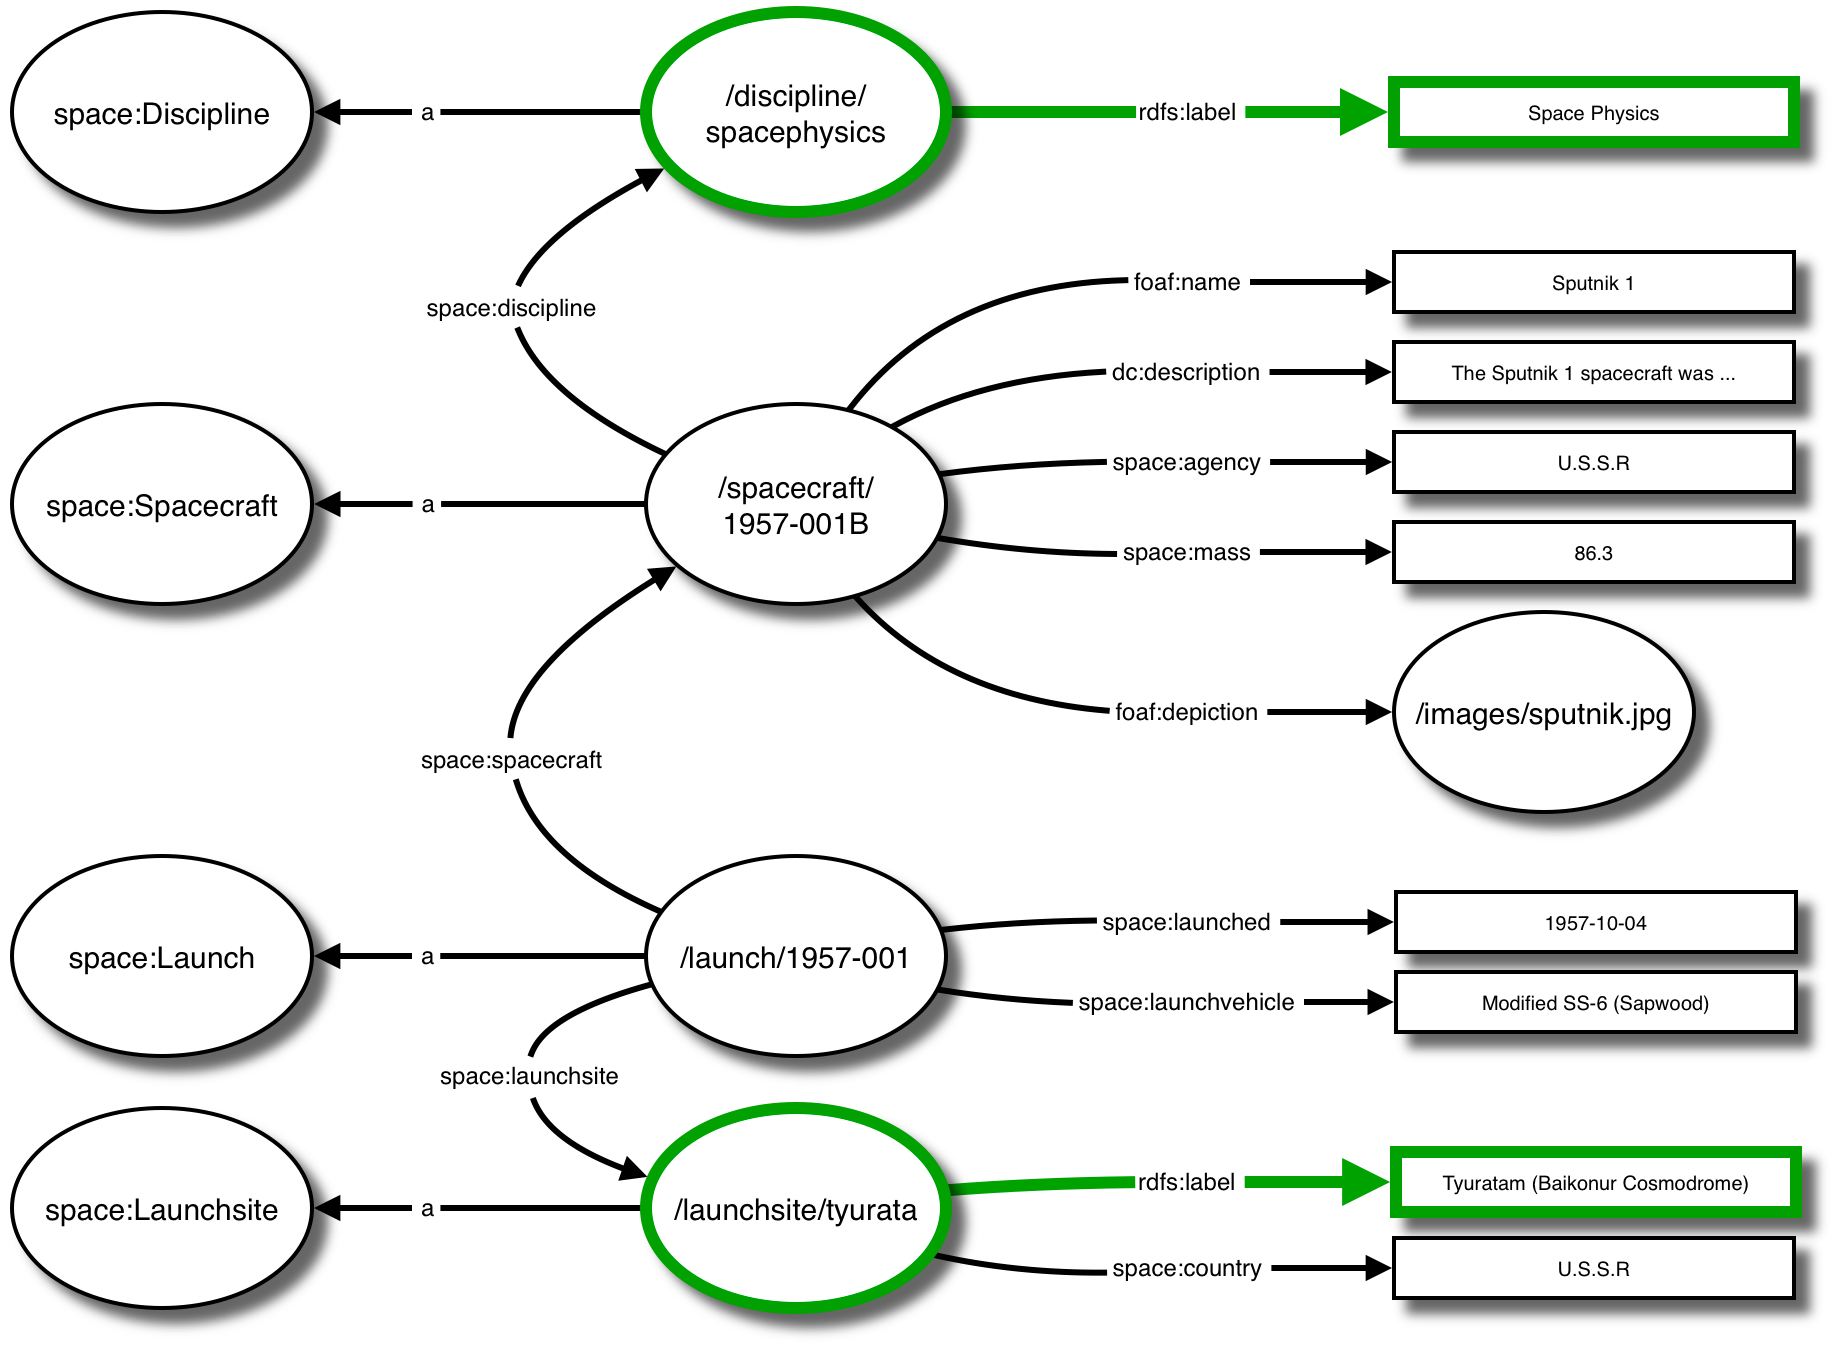 space:Discipline
a
/discipline/
spacephysics
rdfs:label
Space Physics
space:discipline
foaf:name
Sputnik 1
dc:description
The Sputnik 1 spacecraft was ...
space:Spacecraft
a
/spacecraft/
1957-001B
space:agency
U.S.S.R
space:mass
86.3
foaf:depiction
/images/sputnik.jpg
space:spacecraft
space:Launch
a
/launch/1957-001
space:launched
1957-10-04
space:launchvehicle
Modified SS-6 (Sapwood)
space:launchsite
space:Launchsite
a
/launchsite/tyurata
rdfs:label
Tyuratam (Baikonur Cosmodrome)
space:country
U.S.S.R